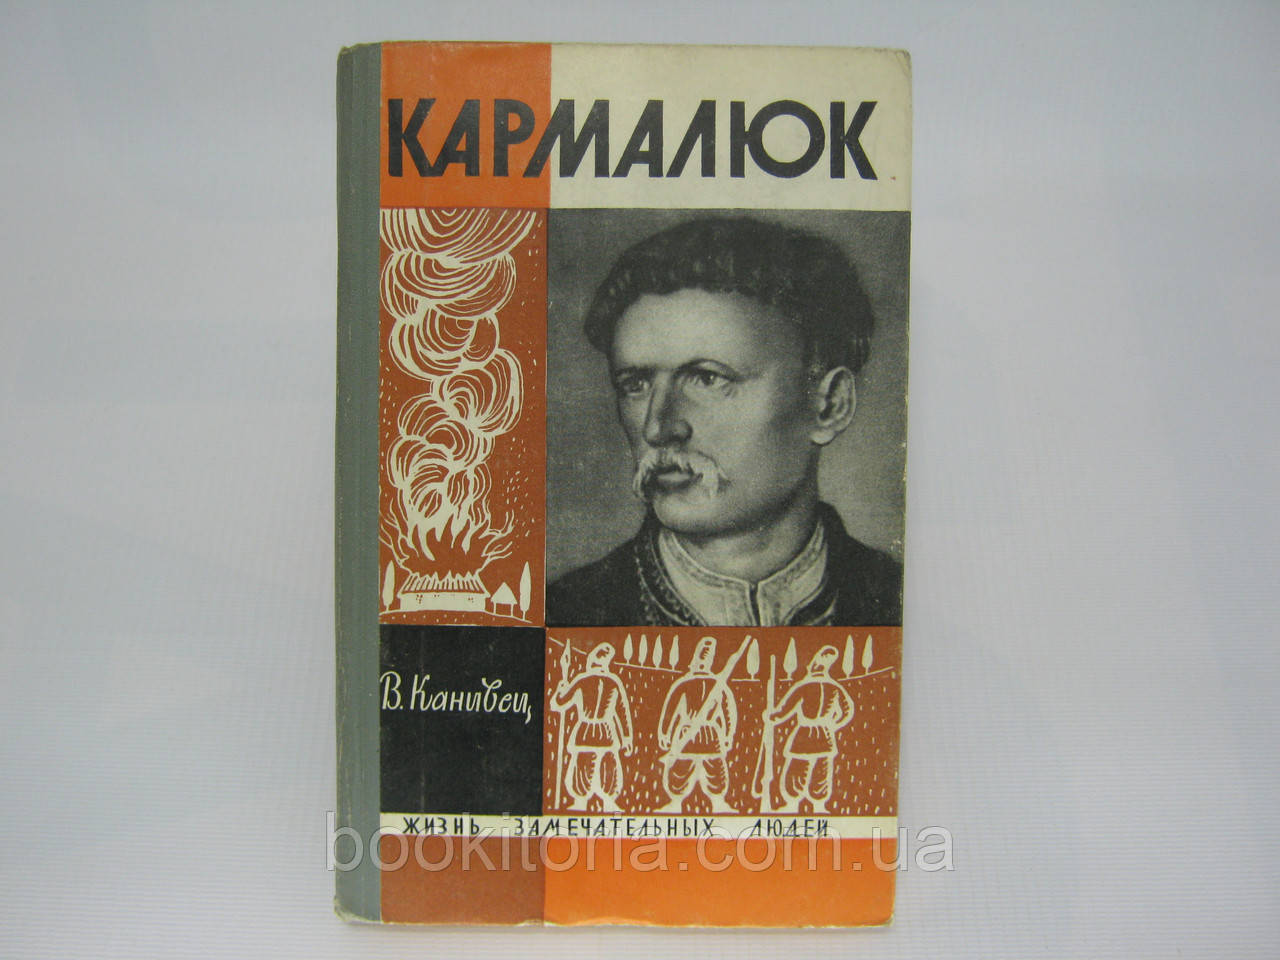 КАРМАЛЮК
В. Канивец
ЖИЗНЬ ЗАМЕЧАТЕЛЬНЫХ ЛЮДЕЙ
bookitoria.com.ua